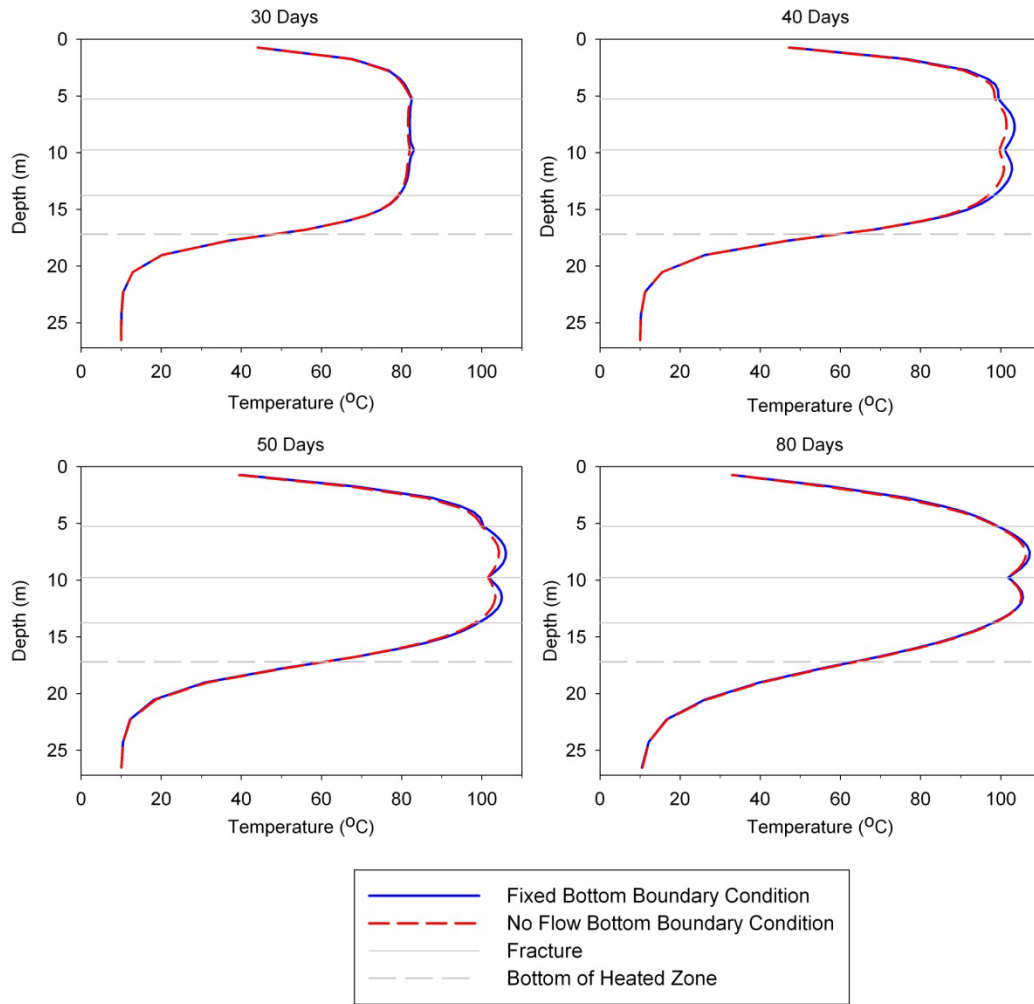 30 Days
0
5
10
15
20
25
Depth (m)
0 20 40 60 80 100
Temperature (°C)
40 Days
0
5
10
15
20
25
Depth (m)
0 20 40 60 80 100
Temperature (°C)
50 Days
0
5
10
15
20
25
Depth (m)
0 20 40 60 80 100
Temperature (°C)
80 Days
0
5
10
15
20
25
Depth (m)
0 20 40 60 80 100
Temperature (°C)
Fixed Bottom Boundary Condition
No Flow Bottom Boundary Condition
Fracture
Bottom of Heated Zone